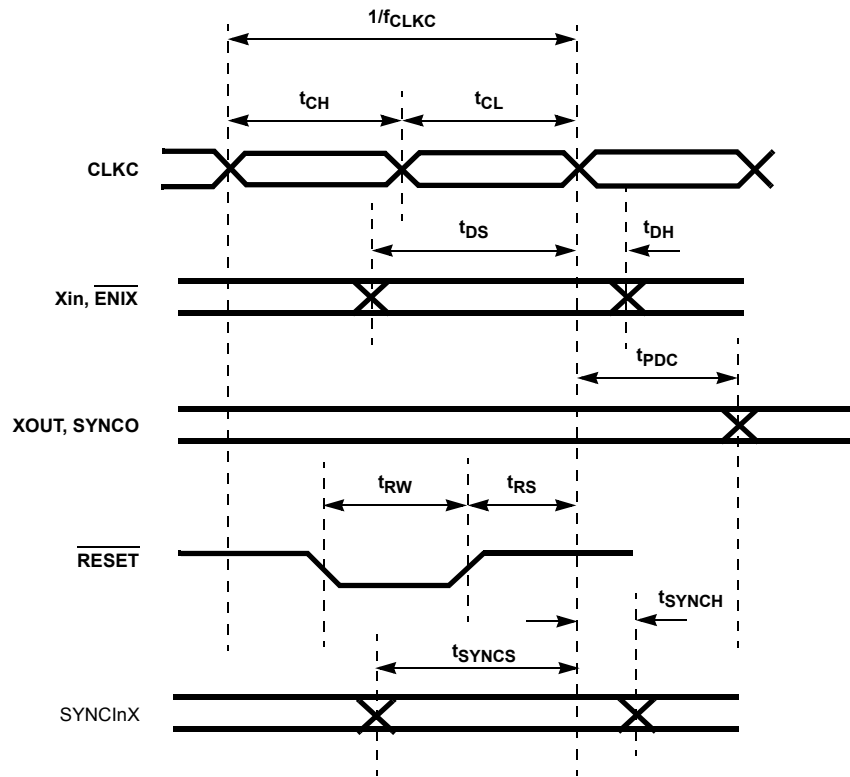 1/fCLKC
tCH
tCL
CLKC
tDS
tDH
Xin, ENIX
tPDC
XOUT, SYNCO
tRW
tRS
RESET
tSYNCH
tSYNCS
SYNCInX